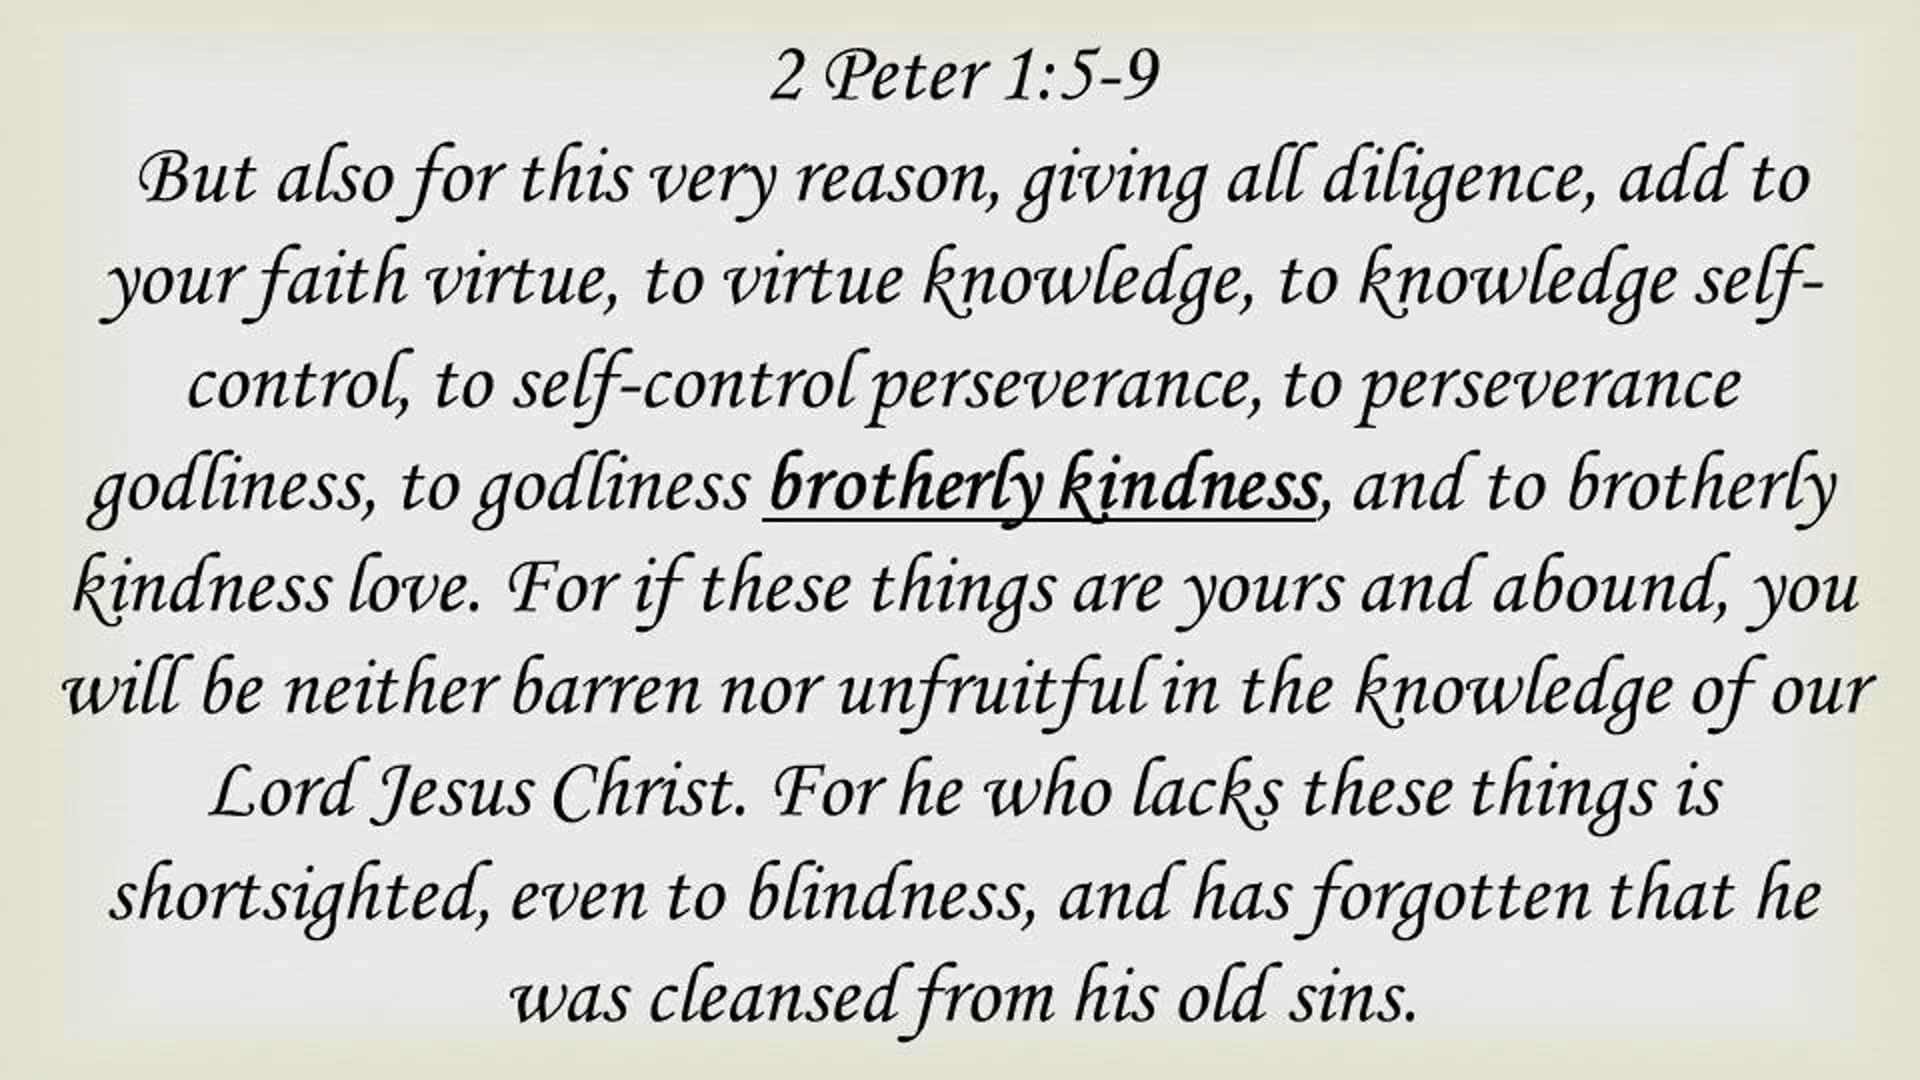 2 Peter 1:5-9
But also for this very reason, giving all diligence, add to
your faith virtue, to virtue knowledge, to knowledge self-
control, to self-control perseverance, to perseverance
godliness, to godliness brotherly kindness, and to brotherly
kindness love. For if these things are yours and abound, you
will be neither barren nor unfruitful in the knowledge of our
Lord Jesus Christ. For he who lacks these things is
shortsighted, even to blindness, and has forgotten that he
was cleansed from his old sins.